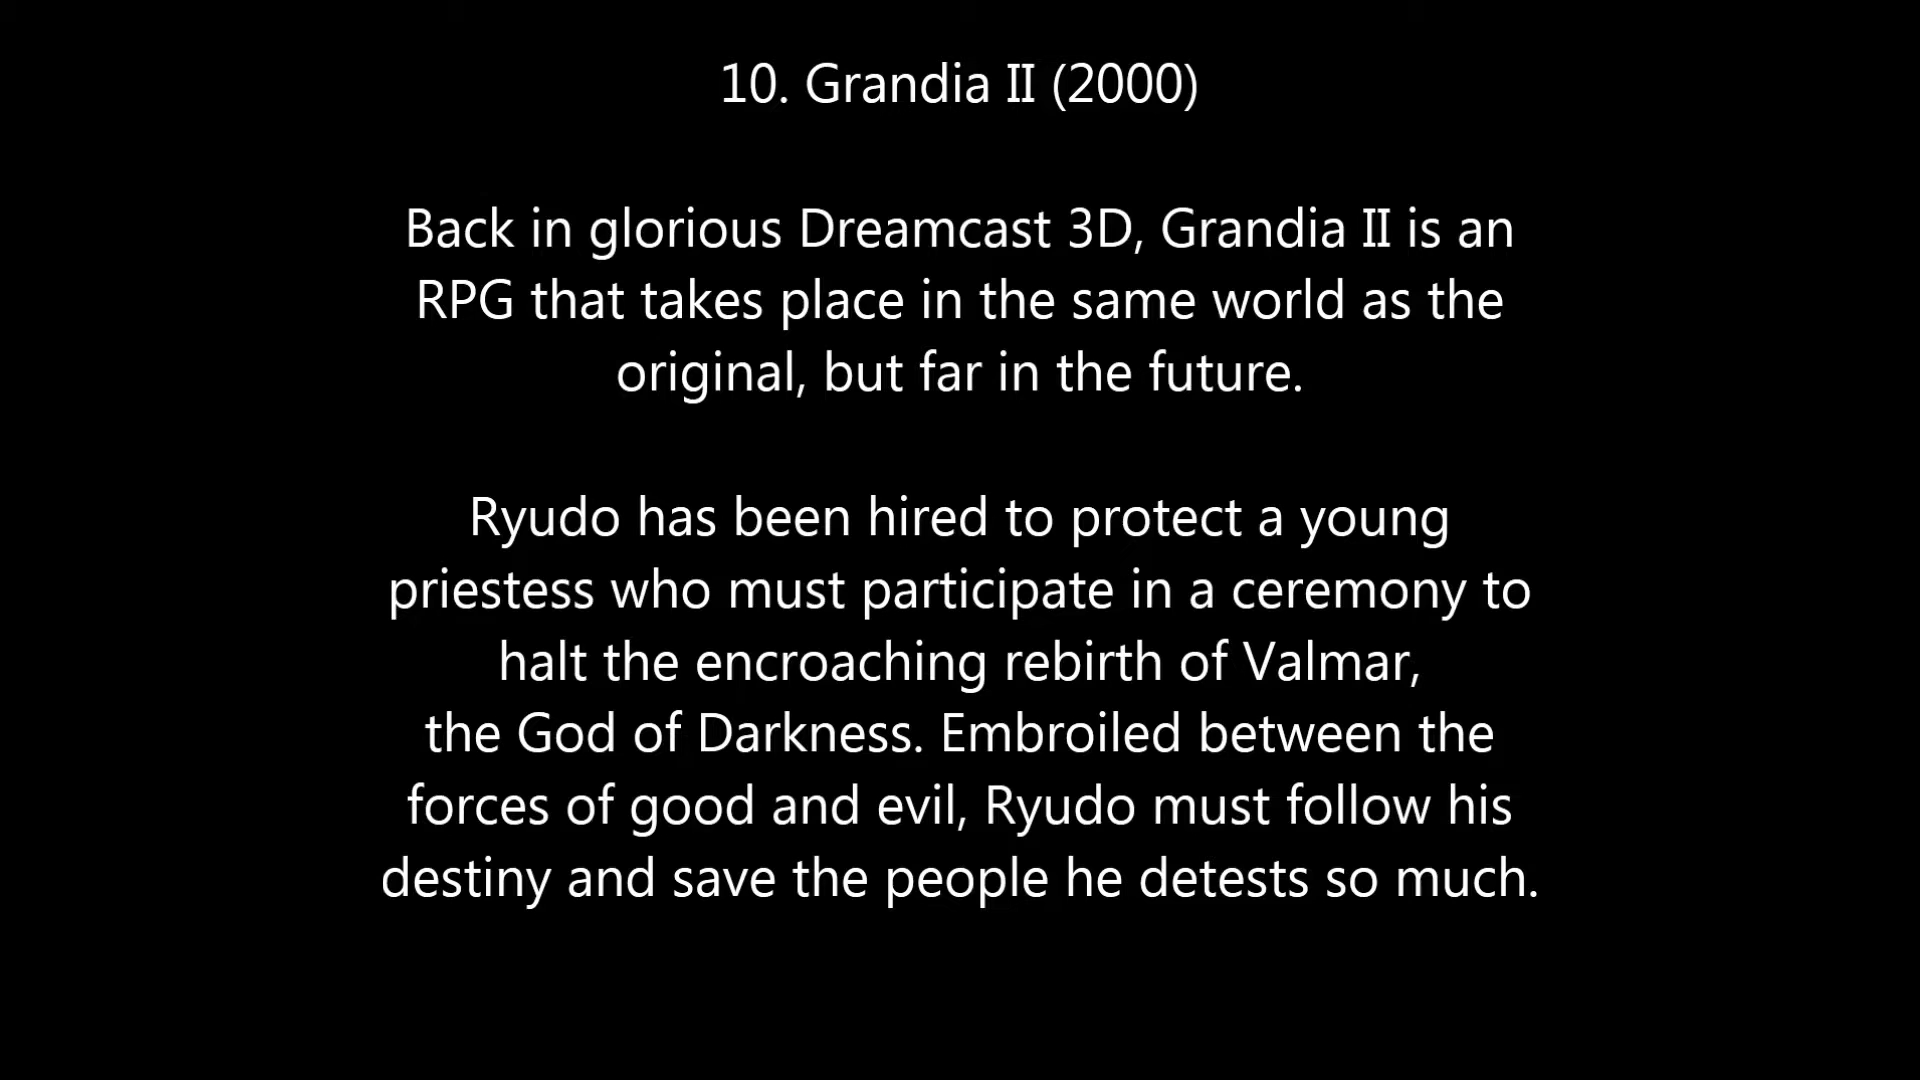 10. Grandia II (2000)
Back in glorious Dreamcast 3D, Grandia II is an
RPG that takes place in the same world as the
original, but far in the future.
Ryudo has been hired to protect a young
priestess who must participate in a ceremony to
halt the encroaching rebirth of Valmar,
the God of Darkness. Embroiled between the
forces of good and evil, Ryudo must follow his
destiny and save the people he detests so much.